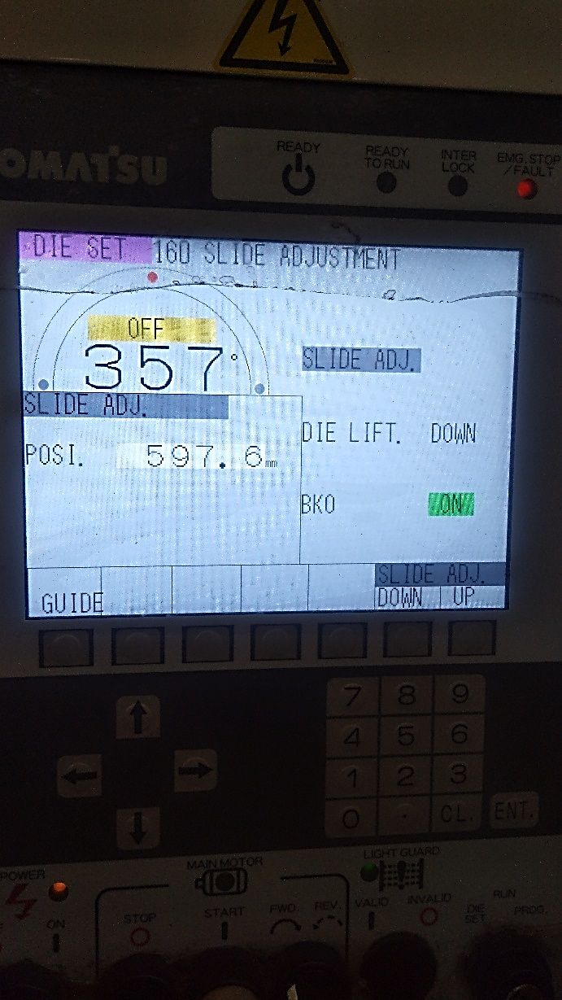 OMATSU
READY
READY TO RUN
INTER LOCK
EMG. STOP /FAULT
DIE SET 160 SLIDE ADJUSTMENT
OFF
357°
SLIDE ADJ.
SLIDE ADJ.
POSI. 597.6mm
DIE LIFT. DOWN
BKO ON
SLIDE ADJ.
GUIDE DOWN UP
7 8 9
4 5 6
1 2 3
0 . CL. ENT.
POWER
MAIN MOTOR
LIGHT GUARD
ON STOP START FWD. REV. VALID INVALID
DIE SET RUN PROG.